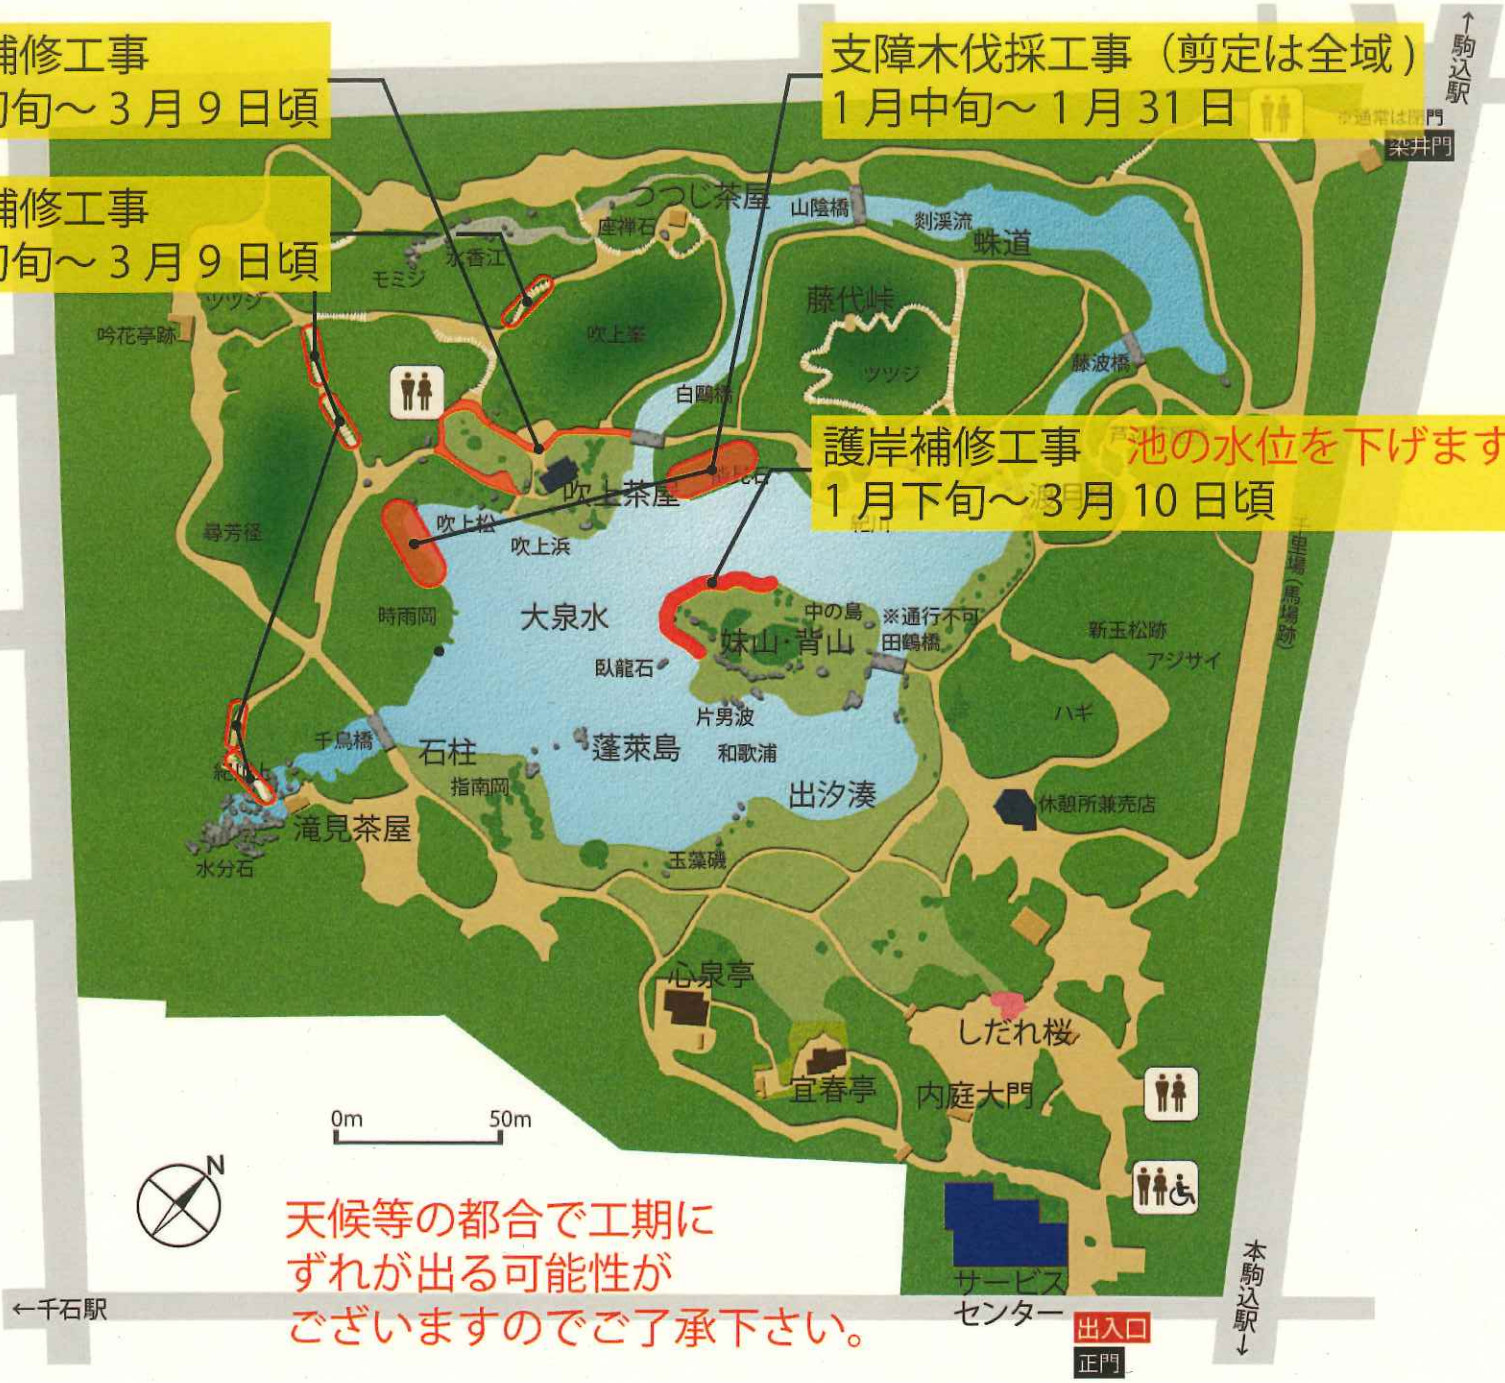 補修工事
旬～3月9日頃
支障木伐採工事（剪定は全域)
1月中旬～1月31日
↑駒込駅
※通常は閉門
染井門
補修工事
旬～3月9日頃
つつじ茶屋
座禅石
山陰橋
剡溪流
蛛道
水香江
モミジ
ツツジ
吟花亭跡
吹上峯
藤代峠
ツツジ
藤波橋
白鷗橋
護岸補修工事 池の水位を下げます
1月下旬～3月10日頃
吹上茶屋
吹上松
吹上浜
尋芳径
千里場(馬場跡)
時雨岡
大泉水
中の島
※通行不可
田鶴橋
妹山・背山
臥龍石
新玉松跡
アジサイ
ハギ
片男波
千鳥橋
石柱
蓬萊島
和歌浦
指南岡
出汐湊
休憩所兼売店
滝見茶屋
水分石
玉藻磯
心泉亭
しだれ桜
宜春亭
内庭大門
0m
50m
N
天候等の都合で工期に
ずれが出る可能性が
ございますのでご了承下さい。
サービス
センター
本駒込駅↓
←千石駅
出入口
正門